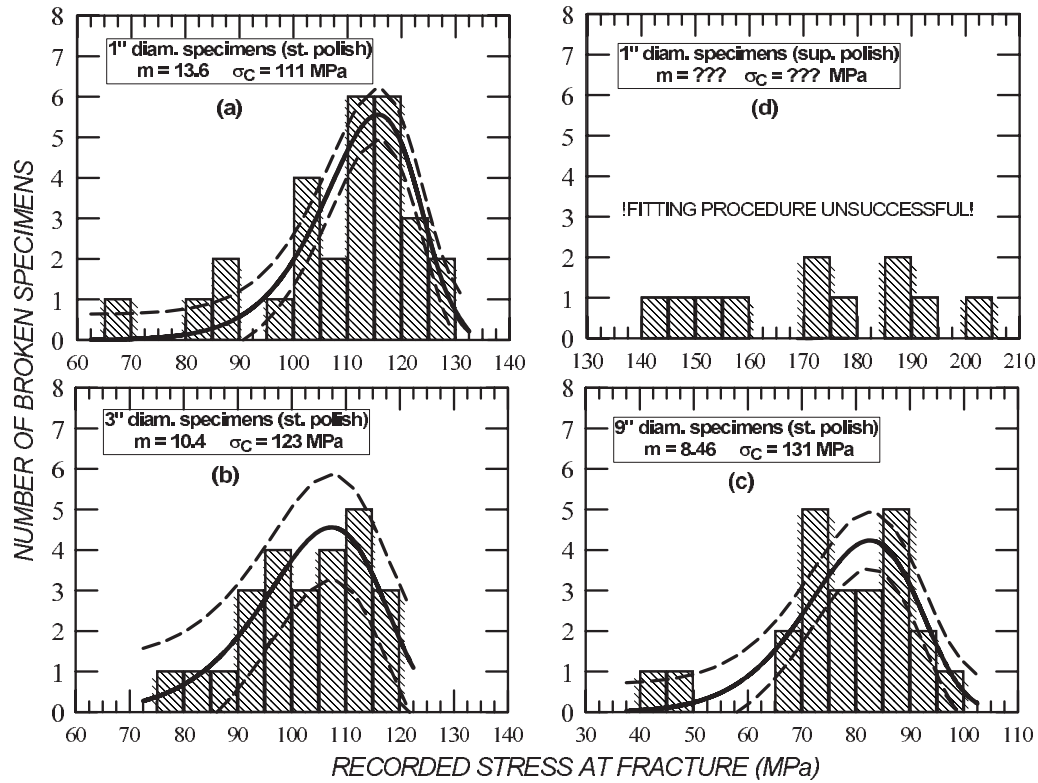 NUMBER OF BROKEN SPECIMENS
8
7
6
5
4
3
2
1
0
1" diam. specimens (st. polish)
m = 13.6 σC = 111 MPa
(a)
60 70 80 90 100 110 120 130 140
8
7
6
5
4
3
2
1
0
1" diam. specimens (sup. polish)
m = ??? σC = ??? MPa
(d)
!FITTING PROCEDURE UNSUCCESSFUL!
130 140 150 160 170 180 190 200 210
8
7
6
5
4
3
2
1
0
3" diam. specimens (st. polish)
m = 10.4 σC = 123 MPa
(b)
60 70 80 90 100 110 120 130 140
8
7
6
5
4
3
2
1
0
9" diam. specimens (st. polish)
m = 8.46 σC = 131 MPa
(c)
30 40 50 60 70 80 90 100 110
RECORDED STRESS AT FRACTURE (MPa)